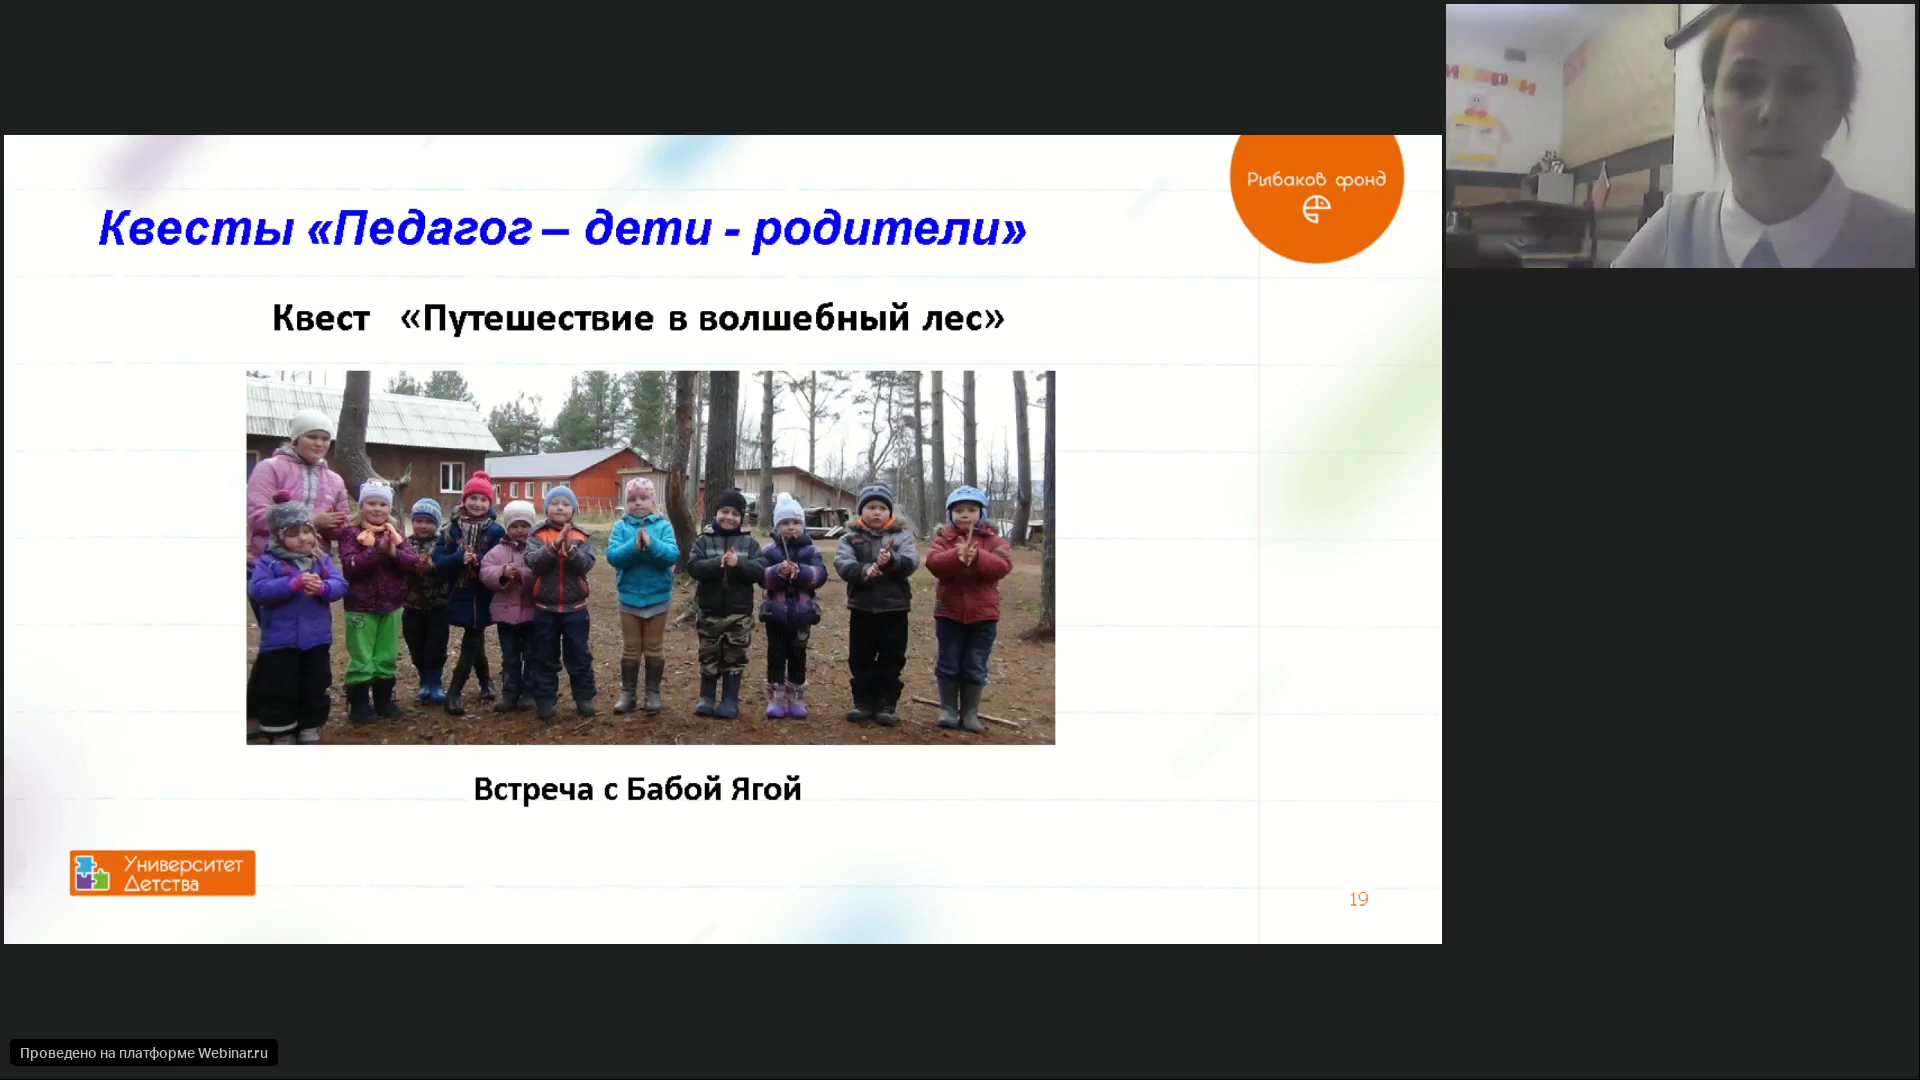 Рыбаков фонд
Квесты «Педагог – дети - родители»
Квест «Путешествие в волшебный лес»
Встреча с Бабой Ягой
Университет
Детства
19
Проведено на платформе Webinar.ru